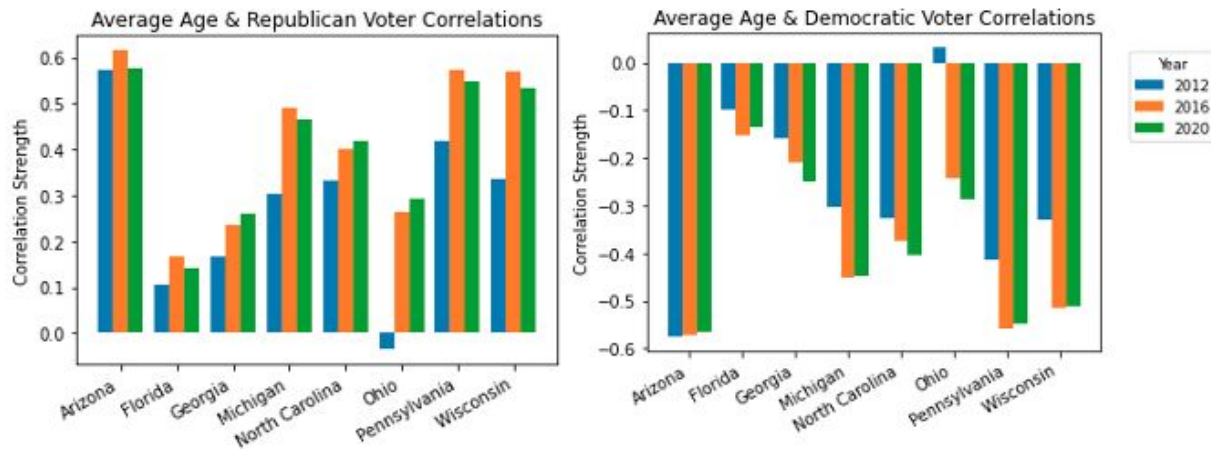 Average Age & Republican Voter Correlations
Correlation Strength
0.6
0.5
0.4
0.3
0.2
0.1
0.0
Arizona
Florida
Georgia
Michigan
North Carolina
Ohio
Pennsylvania
Wisconsin
Average Age & Democratic Voter Correlations
Correlation Strength
0.0
−0.1
−0.2
−0.3
−0.4
−0.5
−0.6
Arizona
Florida
Georgia
Michigan
North Carolina
Ohio
Pennsylvania
Wisconsin
Year
2012
2016
2020